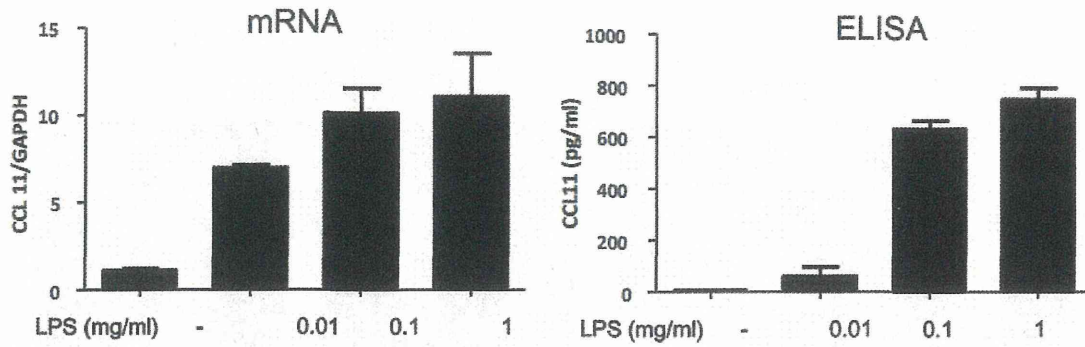 mRNA
CCL 11/GAPDH
15
10
5
0
LPS (mg/ml) - 0.01 0.1 1
ELISA
CCL11 (pg/ml)
1000
800
600
400
200
0
LPS (mg/ml) - 0.01 0.1 1